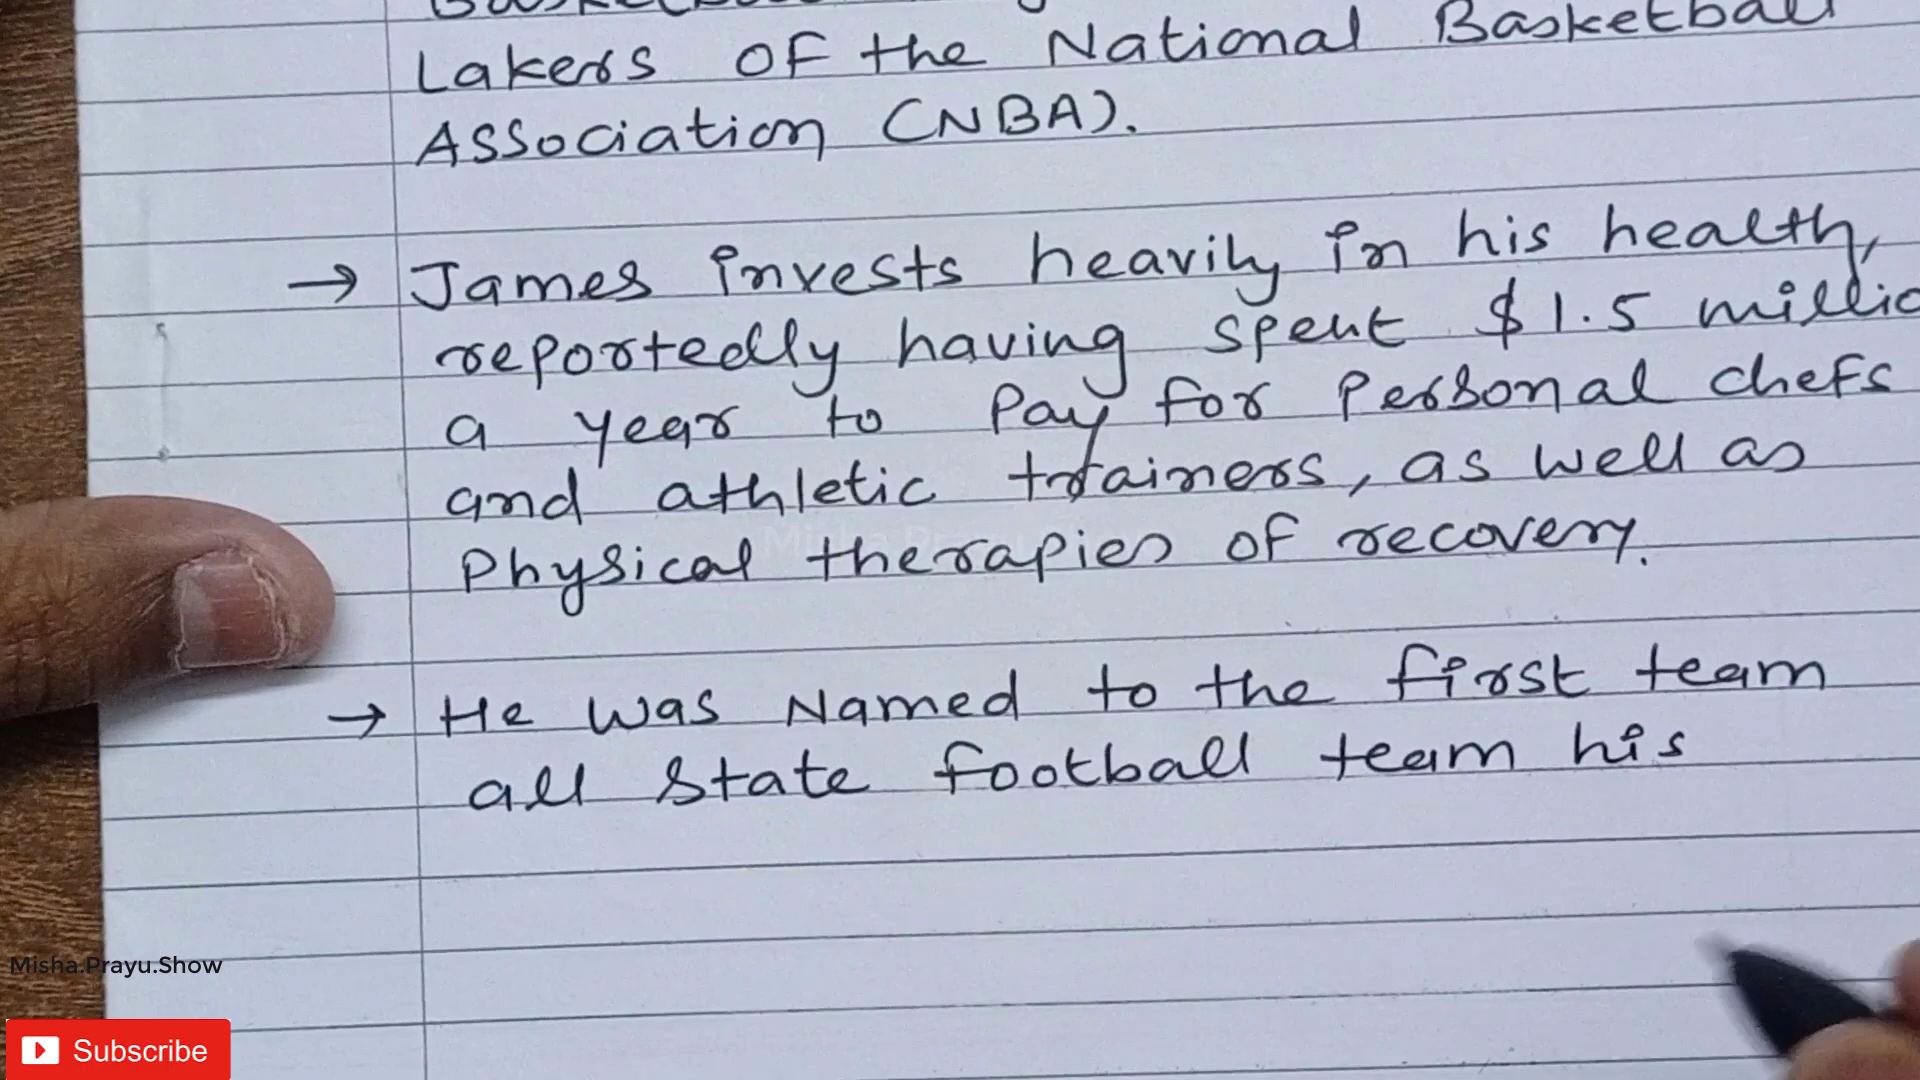 Lakers OF the National Basketball
Association (NBA).
→ James invests heavily in his health,
reportedly having spent $1.5 millio
a year to Pay for Personal chefs
and athletic trainers, as well as
Physical therapies of recovery.
→ He was Named to the first team
all state football team his
Misha.Prayu.Show
Subscribe